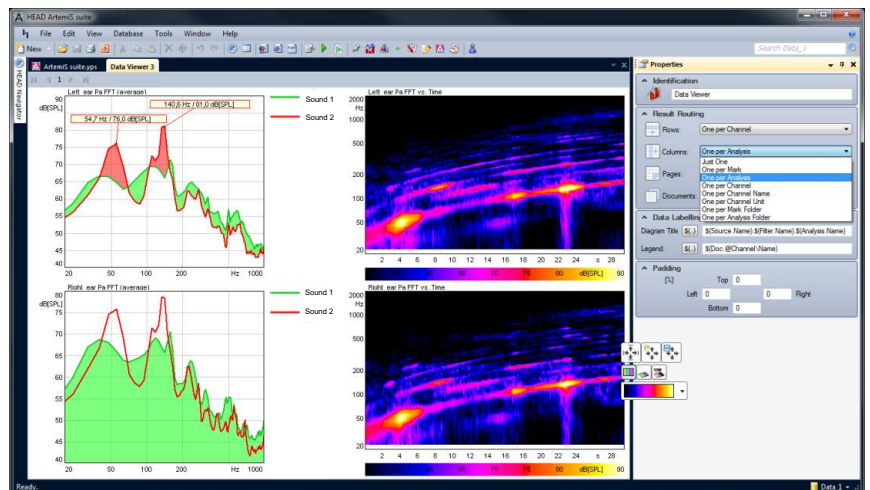 HEAD ArtemiS suite
File Edit View Database Tools Window Help
New
Search Data_1
HEAD Navigator
ArtemiS suite.yps Data Viewer 3
1
Left ear Pa FFT (average)
90
dB[SPL]
80
75
70
65
60
55
50
45
40
20 50 100 200 Hz 1000
54,7 Hz / 76,0 dB[SPL]
140,6 Hz / 81,0 dB[SPL]
Sound 1
Sound 2
Left ear Pa FFT vs. Time
2000
Hz
1000
500
200
100
50
20
2 4 6 8 10 12 14 16 18 20 22 24 s 28
50 70 80 dB[SPL] 90
Right ear Pa FFT (average)
80
dB[SPL]
70
65
60
55
50
45
40
20 50 100 200 Hz 1000
Sound 1
Sound 2
Right ear Pa FFT vs. Time
2000
Hz
1000
500
200
100
50
20
2 4 6 8 10 12 14 16 18 20 22 24 s 28
50 70 80 dB[SPL] 90
Properties
Identification
Data Viewer
Result Routing
Rows: One per Channel
Columns: One per Analysis
Just One
One per Mark
One per Analysis
One per Channel
One per Channel Name
One per Channel Unit
One per Mark Folder
One per Analysis Folder
Pages:
Documents:
Data Labelling
Diagram Title $(.) $(Source.Name).$(Filter.Name).$(Analysis.Name)
Legend: $(.) $(Doc.@Channel\Name)
Padding
[%] Top 0
Left 0 0 Right
Bottom 0
Ready.
Data 1